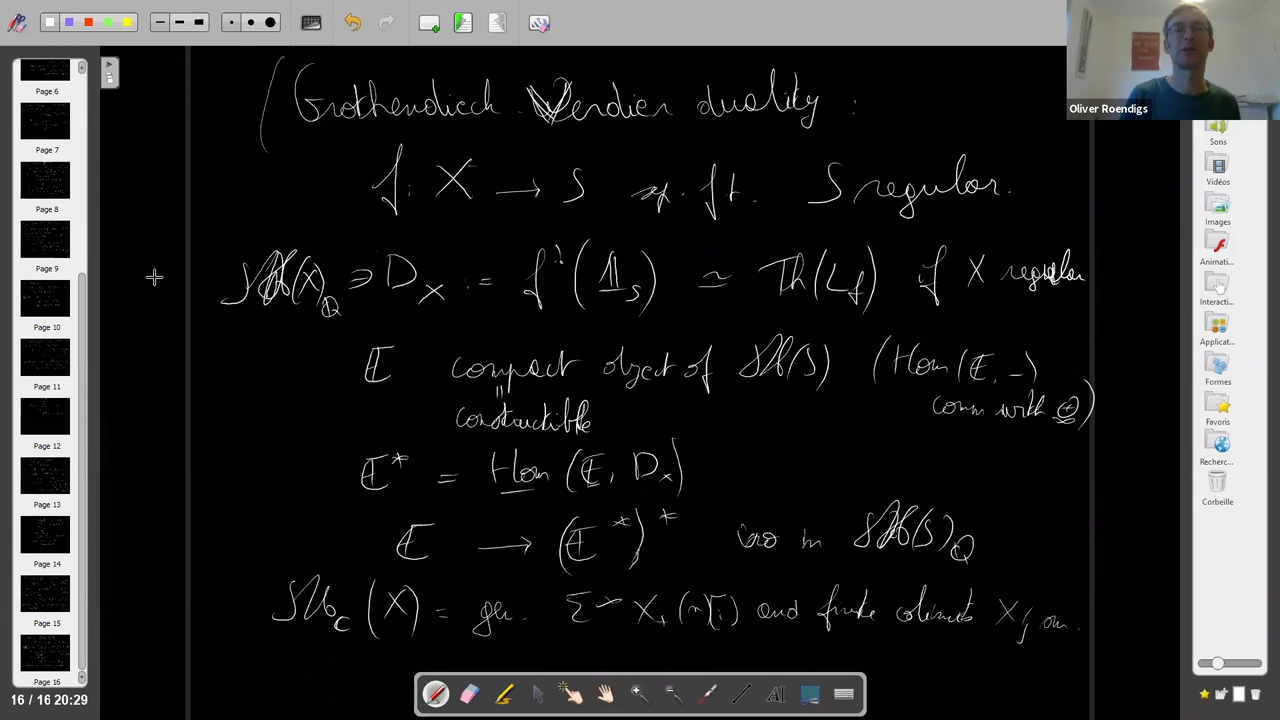 Oliver Roendigs
Grothendieck-Verdier duality :
f: X → S sep. ft. S regular.
SH(X)_Q ∋ D_X := f^!(𝟙_S) ≃ Th(L_f) if X regular
E compact object of SH(S) (Hom(E, -)
comm with ⊕)
=
constructible
E* = Hom (E, D_X)
E → (E*)* iso in SH(S)_Q
SH_c (X) = gen. Σ^∞ X_+ (n)[i] and finite colimits
Page 6
Page 7
Page 8
Page 9
Page 10
Page 11
Page 12
Page 13
Page 14
Page 15
Page 16
16 / 16 20:29
Sons
Vidéos
Images
Animati...
Interacti...
Applicat...
Formes
Favoris
Recherc...
Corbeille
AI